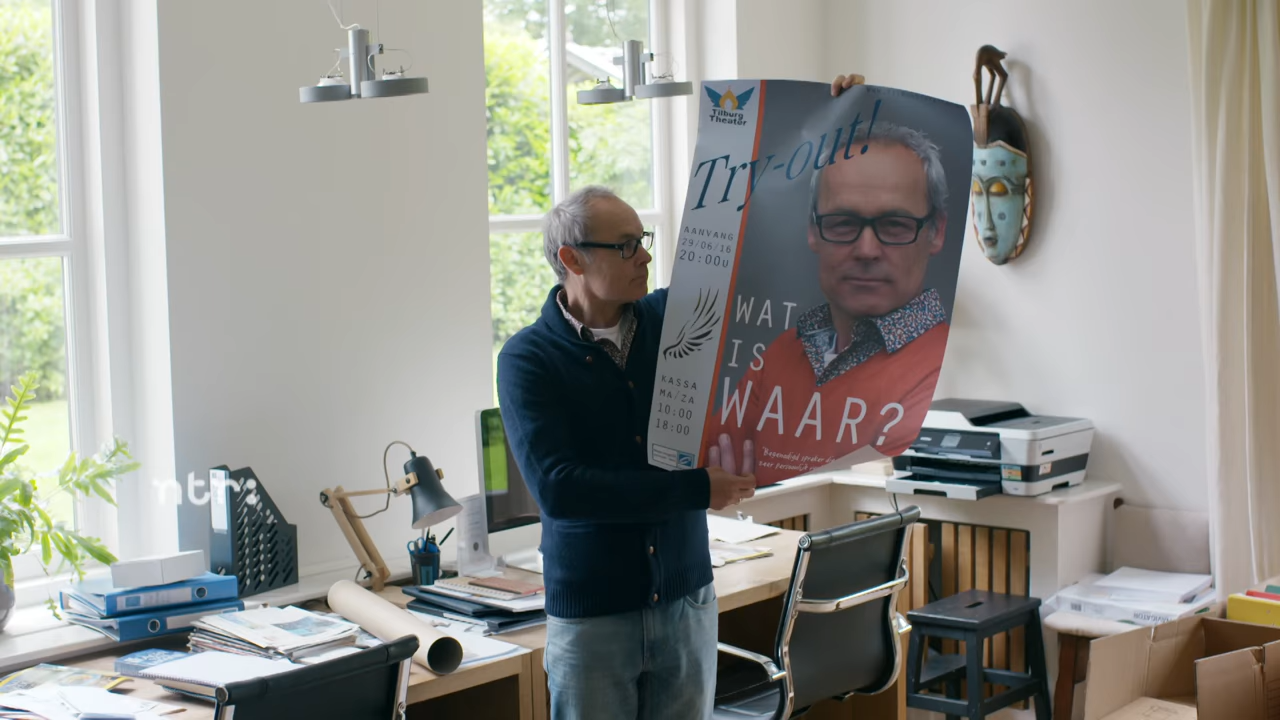 Tilburg
Theater
Try-out!
AANVANG
29/06/16
20:00U
WAT
IS
WAAR?
KASSA
MA/ZA
10:00
18:00
ntr: